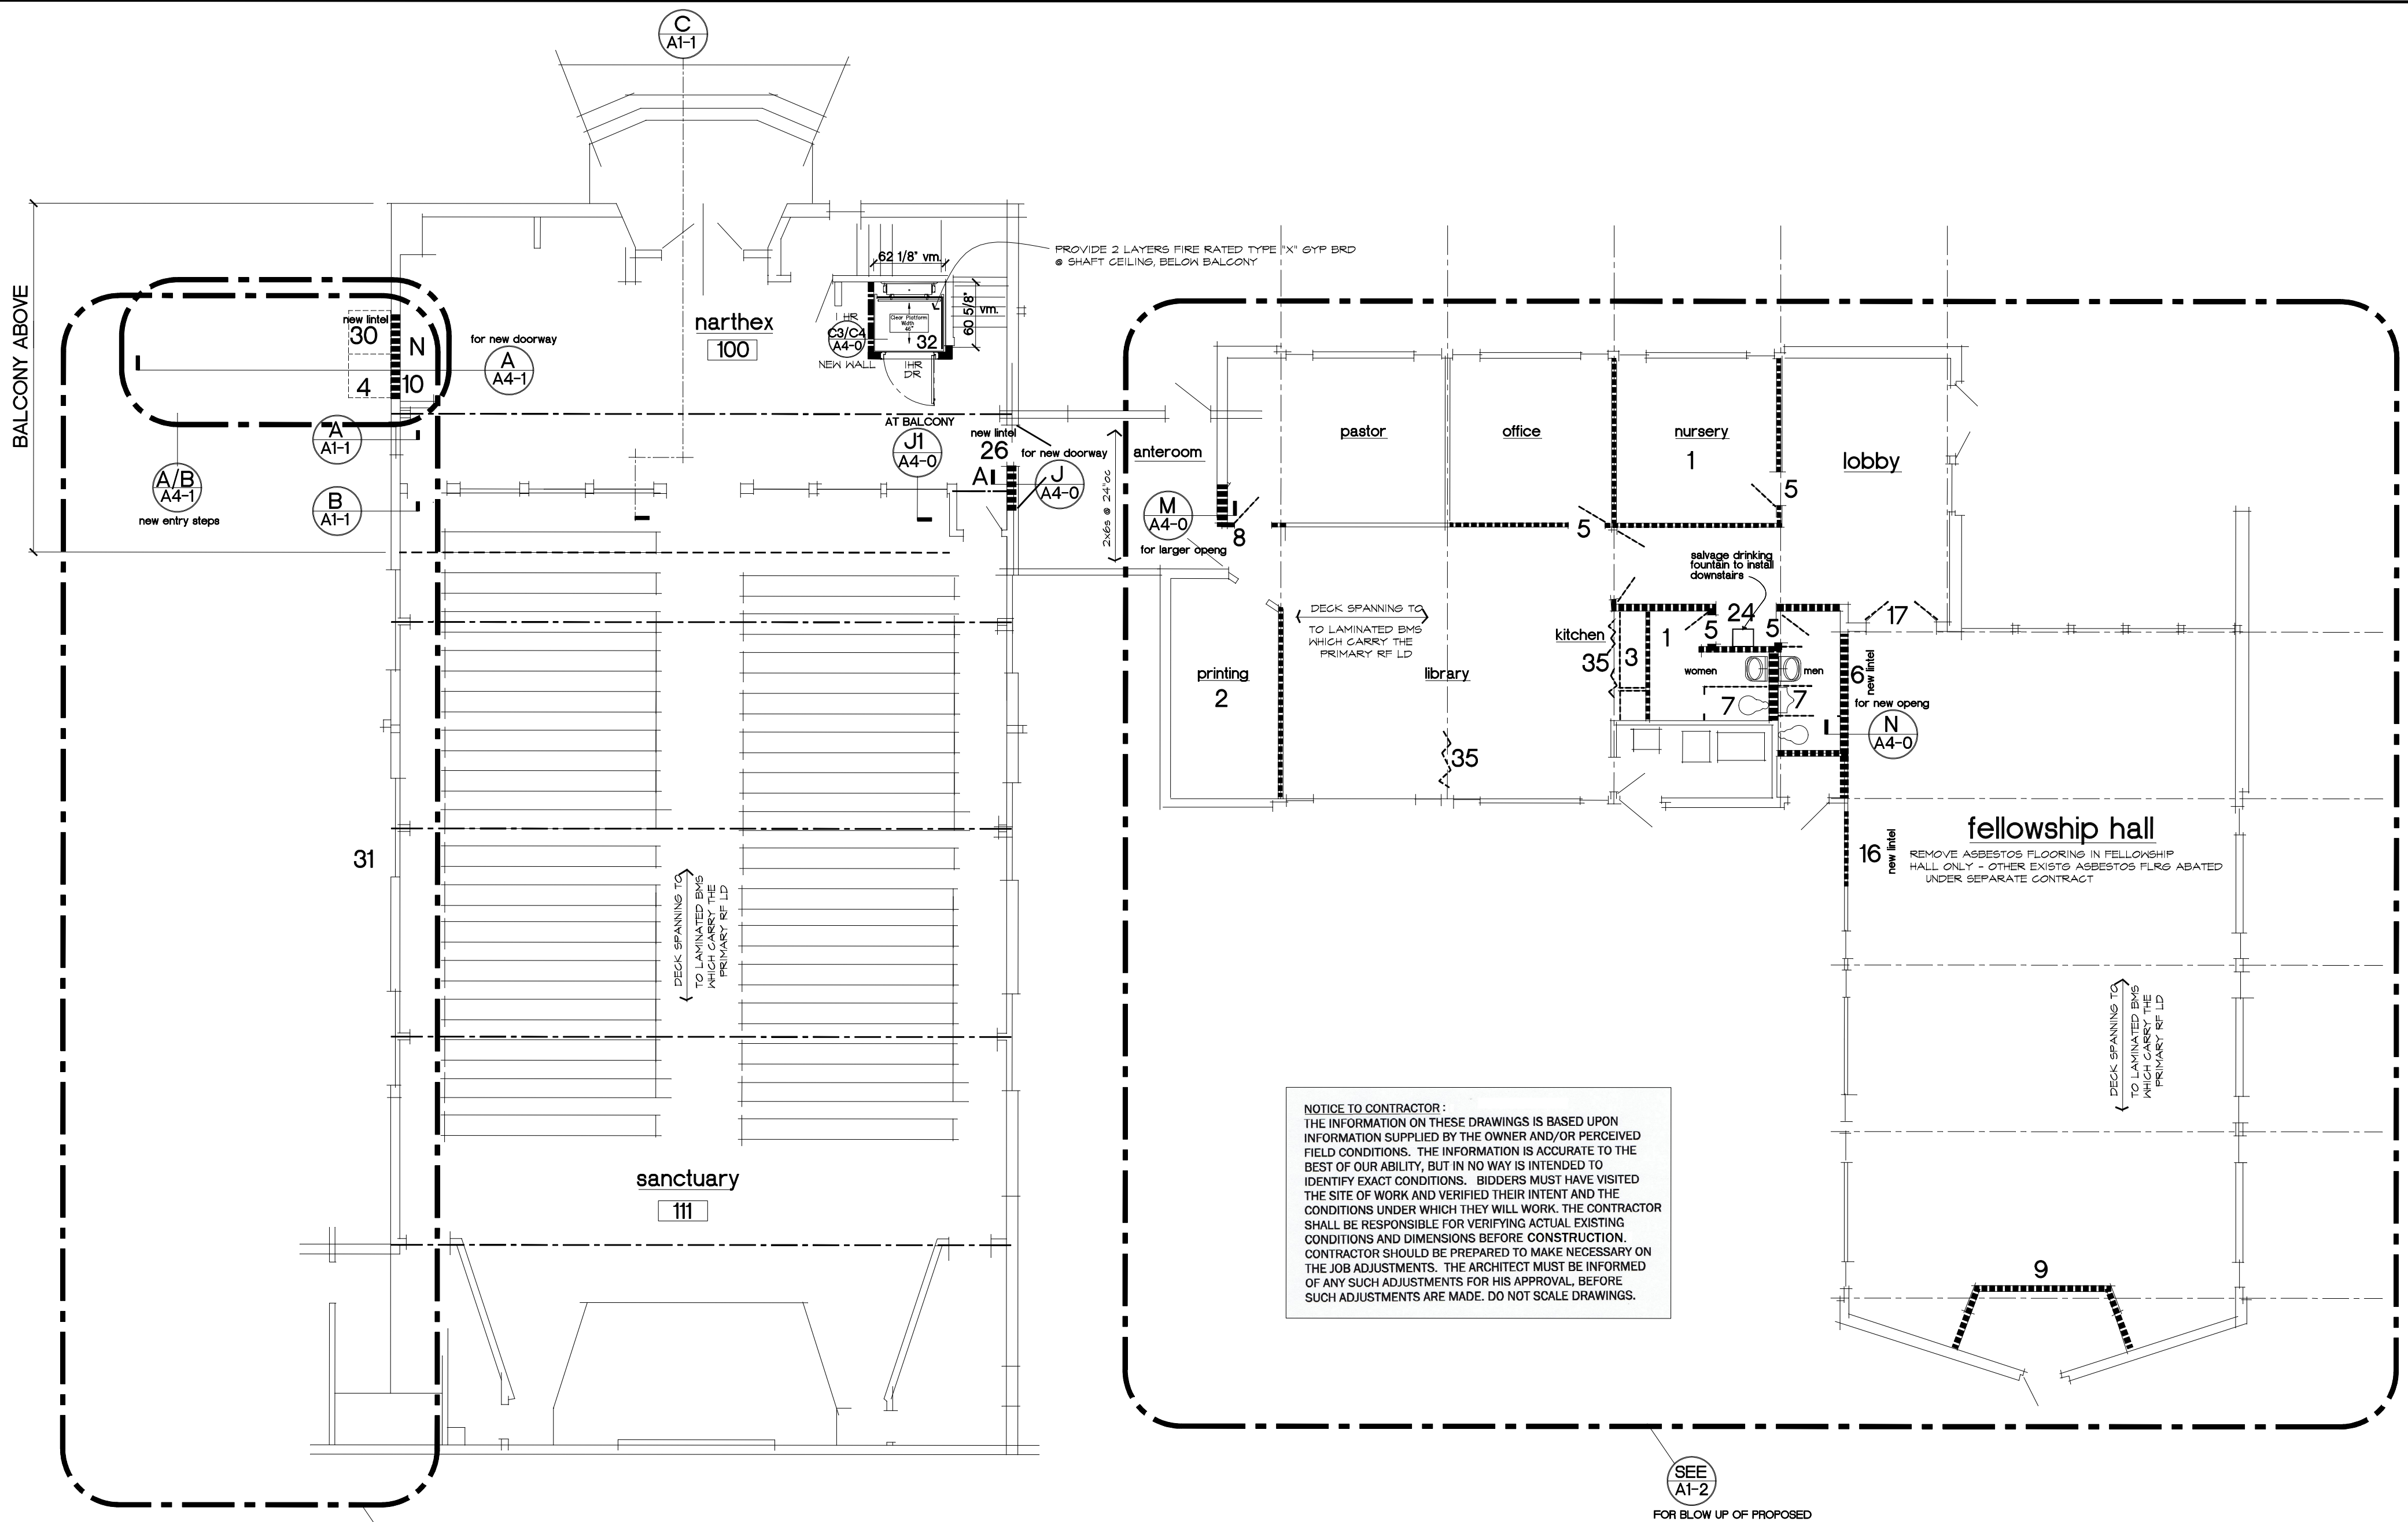 C
A1-1
PROVIDE 2 LAYERS FIRE RATED TYPE "X" GYP BRD
@ SHAFT CEILING, BELOW BALCONY
62 1/8" vm.
60 5/8"
vm.
BALCONY ABOVE
new lintel
30
N
4
10
for new doorway
A
A4-1
narthex
100
1 HR
C3/C4
A4-0
NEW WALL
Clear Platform
Width
32
1HR
DR
A
A1-1
A/B
A4-1
new entry steps
B
A1-1
AT BALCONY
J1
A4-0
new lintel
26
A
for new doorway
J
A4-0
2x6s @ 24"oc
anteroom
M
A4-0
for larger openg
8
pastor
office
nursery
1
lobby
5
5
salvage drinking
fountain to install
downstairs
DECK SPANNING TO
TO LAMINATED BMS
WHICH CARRY THE
PRIMARY RF LD
kitchen
35
3
1
5
24
5
17
women
men
7
7
6
new lintel
for new openg
N
A4-0
printing
2
library
35
31
16
new lintel
fellowship hall
REMOVE ASBESTOS FLOORING IN FELLOWSHIP
HALL ONLY - OTHER EXISTG ASBESTOS FLRG ABATED
UNDER SEPARATE CONTRACT
DECK SPANNING TO
TO LAMINATED BMS
WHICH CARRY THE
PRIMARY RF LD
DECK SPANNING TO
TO LAMINATED BMS
WHICH CARRY THE
PRIMARY RF LD
sanctuary
111
NOTICE TO CONTRACTOR :
THE INFORMATION ON THESE DRAWINGS IS BASED UPON
INFORMATION SUPPLIED BY THE OWNER AND/OR PERCEIVED
FIELD CONDITIONS. THE INFORMATION IS ACCURATE TO THE
BEST OF OUR ABILITY, BUT IN NO WAY IS INTENDED TO
IDENTIFY EXACT CONDITIONS. BIDDERS MUST HAVE VISITED
THE SITE OF WORK AND VERIFIED THEIR INTENT AND THE
CONDITIONS UNDER WHICH THEY WILL WORK. THE CONTRACTOR
SHALL BE RESPONSIBLE FOR VERIFYING ACTUAL EXISTING
CONDITIONS AND DIMENSIONS BEFORE CONSTRUCTION.
CONTRACTOR SHOULD BE PREPARED TO MAKE NECESSARY ON
THE JOB ADJUSTMENTS. THE ARCHITECT MUST BE INFORMED
OF ANY SUCH ADJUSTMENTS FOR HIS APPROVAL, BEFORE
SUCH ADJUSTMENTS ARE MADE. DO NOT SCALE DRAWINGS.
9
SEE
A1-2
FOR BLOW UP OF PROPOSED